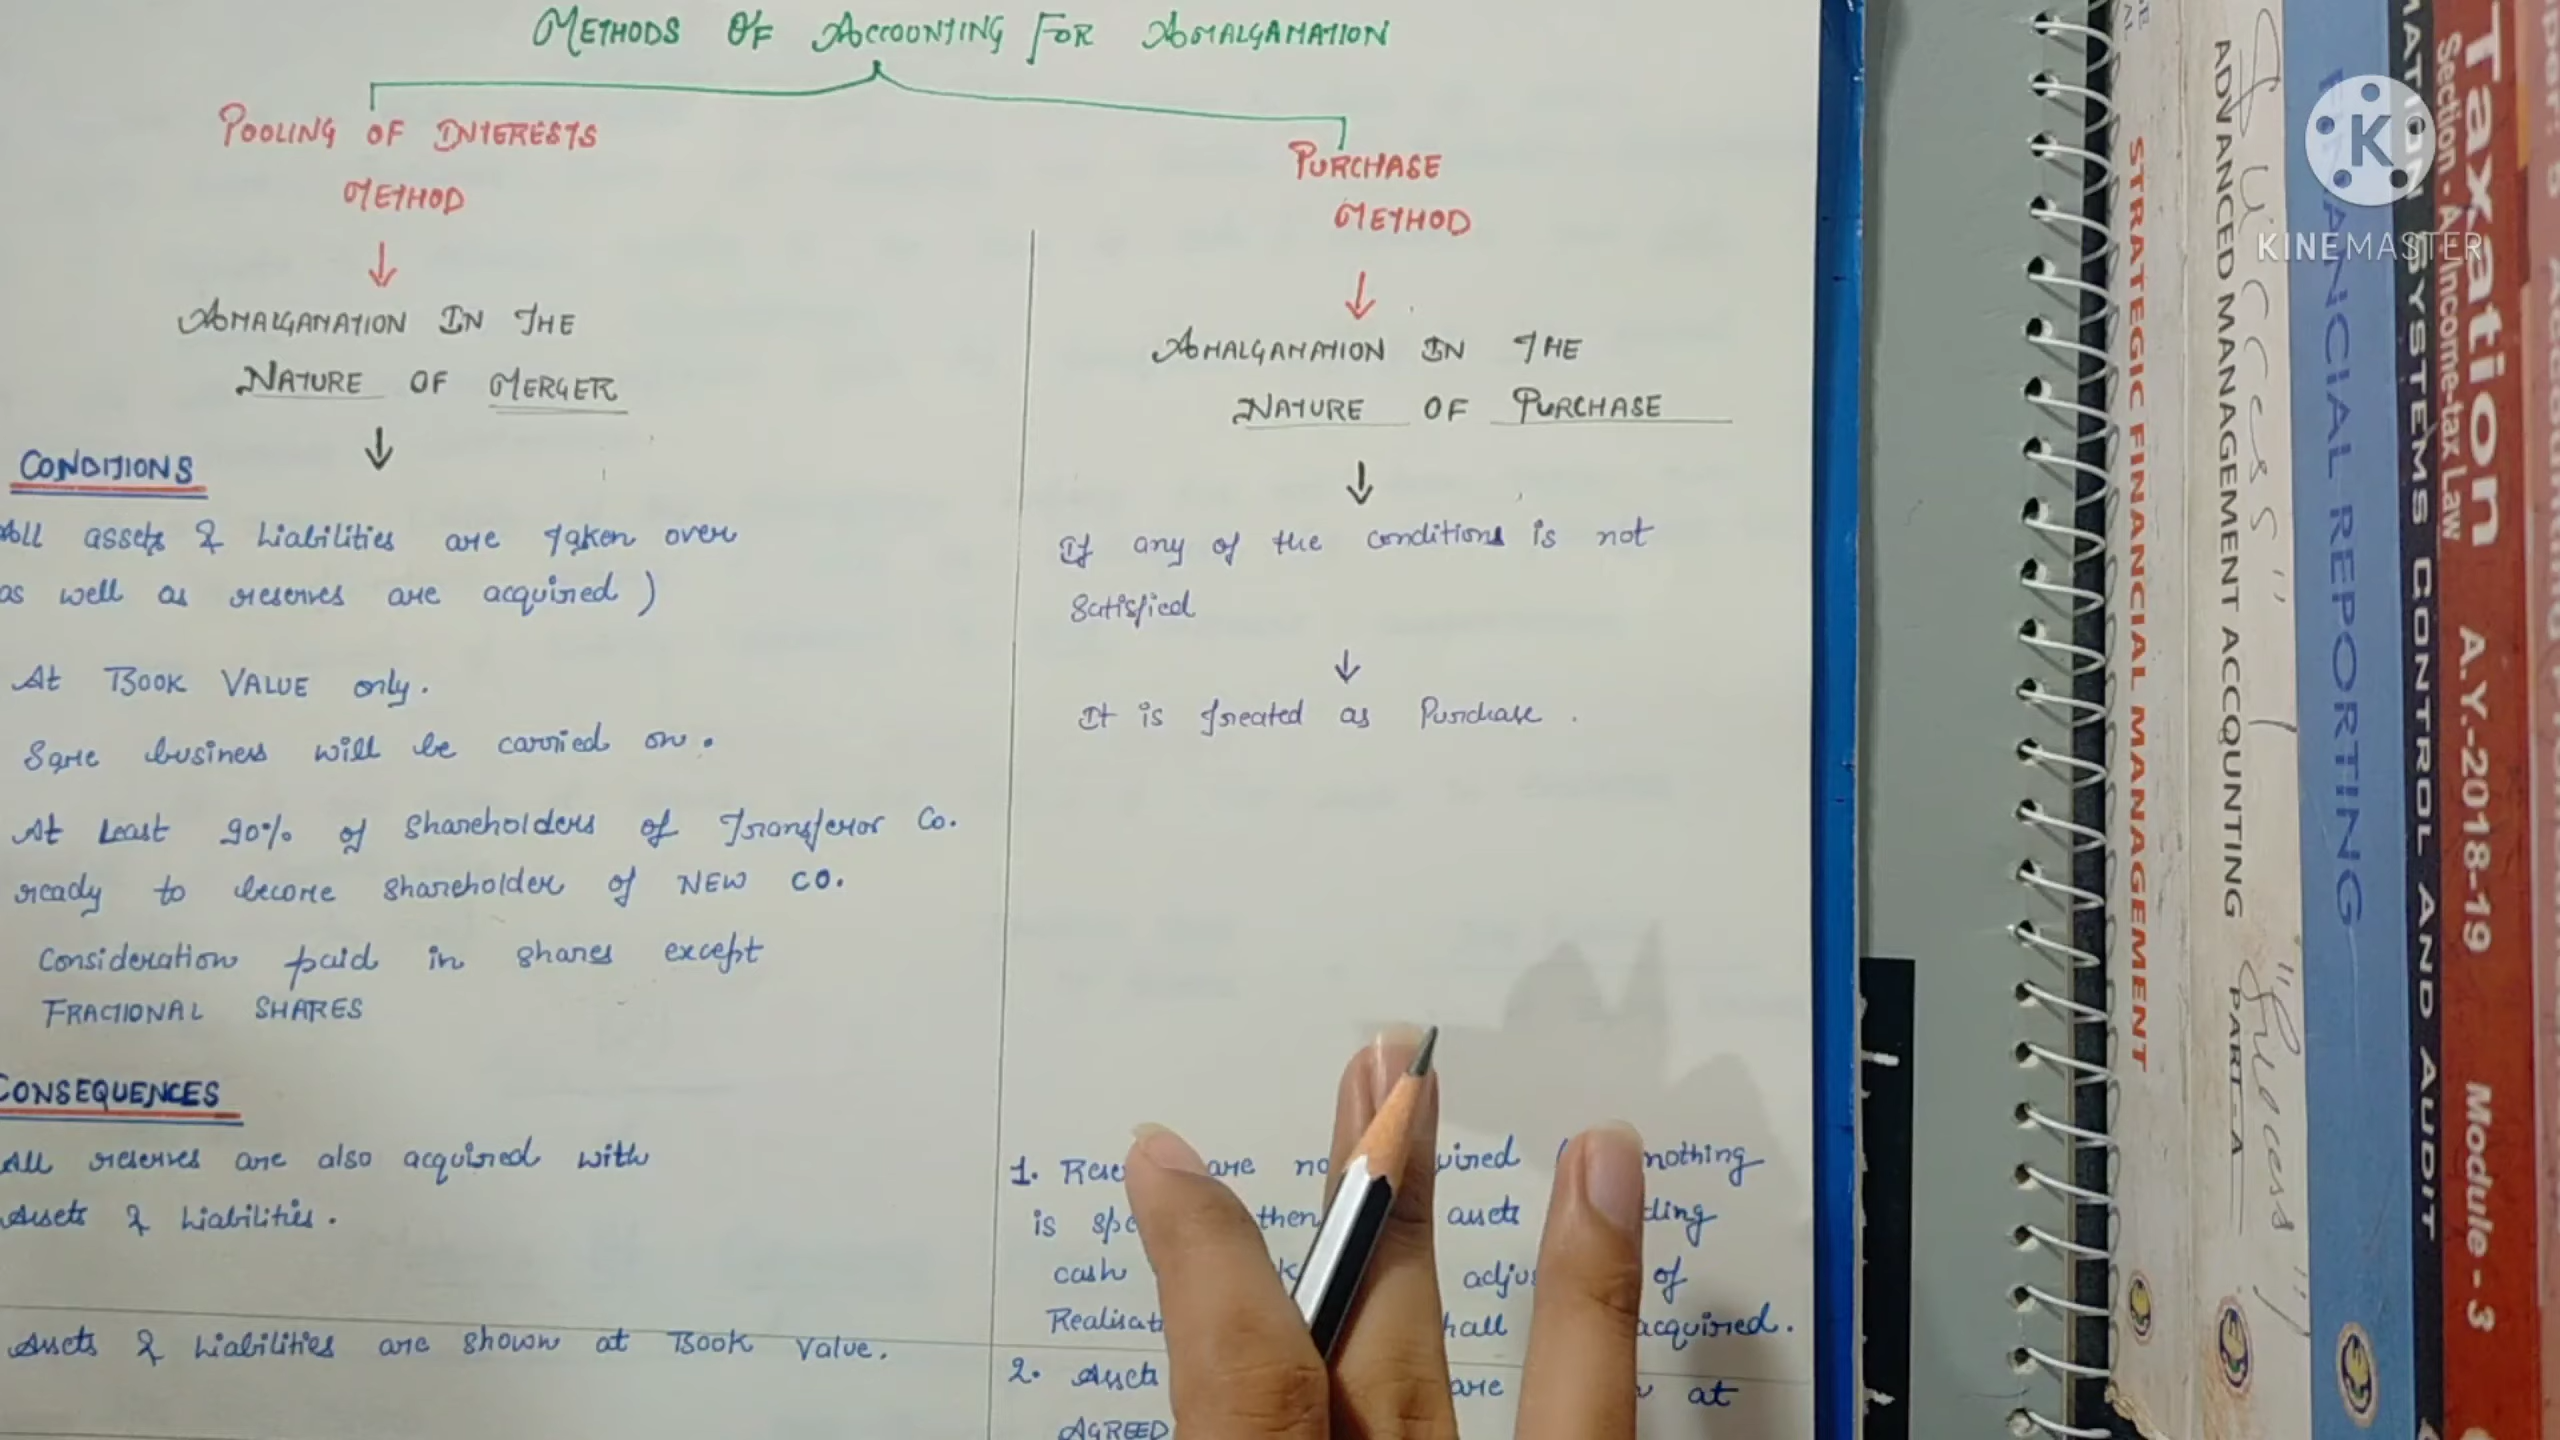 METHODS OF ACCOUNTING FOR AMALGAMATION
POOLING OF INTERESTS
METHOD
AMALGAMATION IN THE
NATURE OF MERGER
CONDITIONS
All assets & Liabilities are taken over
as well as reserves are acquired )
At BOOK VALUE only.
Same business will be carried on.
At Least 90% of Shareholders of Transferor Co.
ready to become shareholder of NEW CO.
Consideration paid in shares except
FRACTIONAL SHARES
CONSEQUENCES
All reserves are also acquired with
Assets & Liabilities.
Assets & Liabilities are shown at Book Value.
PURCHASE
METHOD
AMALGAMATION IN THE
NATURE OF PURCHASE
If any of the conditions is not
Satisfied
It is treated as Purchase .
1. are nothing
is then assets
cash of
acquired.
2. Assets are at
AGREED
STRATEGIC FINANCIAL MANAGEMENT
ADVANCED MANAGEMENT ACCOUNTING PART-A
"Success"
"Success"
FINANCIAL REPORTING
SYSTEMS CONTROL AND AUDIT
Taxation
Section - A Income-tax Law
A.Y.-2018-19
Module - 3
K
KINEMASTER